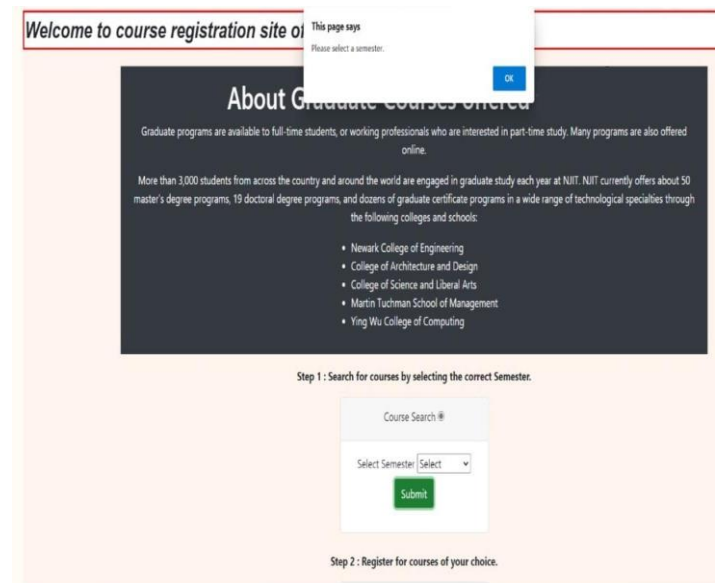 Welcome to course registration site of
This page says
Please select a semester.
OK
About Graduate Courses offered
Graduate programs are available to full-time students, or working professionals who are interested in part-time study. Many programs are also offered
online.
More than 3,000 students from across the country and around the world are engaged in graduate study each year at NJIT. NJIT currently offers about 50
master's degree programs, 19 doctoral degree programs, and dozens of graduate certificate programs in a wide range of technological specialties through
the following colleges and schools:
• Newark College of Engineering
• College of Architecture and Design
• College of Science and Liberal Arts
• Martin Tuchman School of Management
• Ying Wu College of Computing
Step 1 : Search for courses by selecting the correct Semester.
Course Search
Select Semester Select
Submit
Step 2 : Register for courses of your choice.